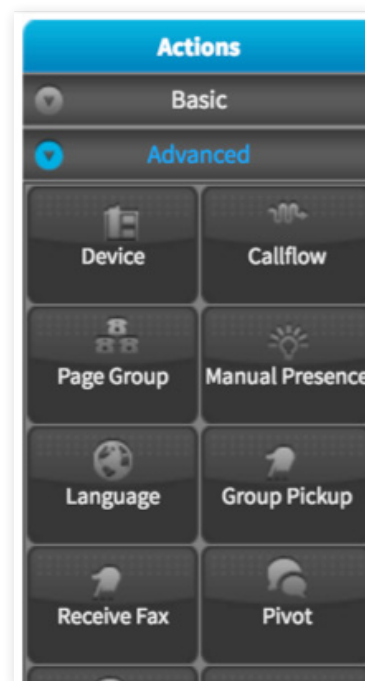 Actions
Basic
Advanced
Device
Callflow
Page Group
Manual Presence
Language
Group Pickup
Receive Fax
Pivot